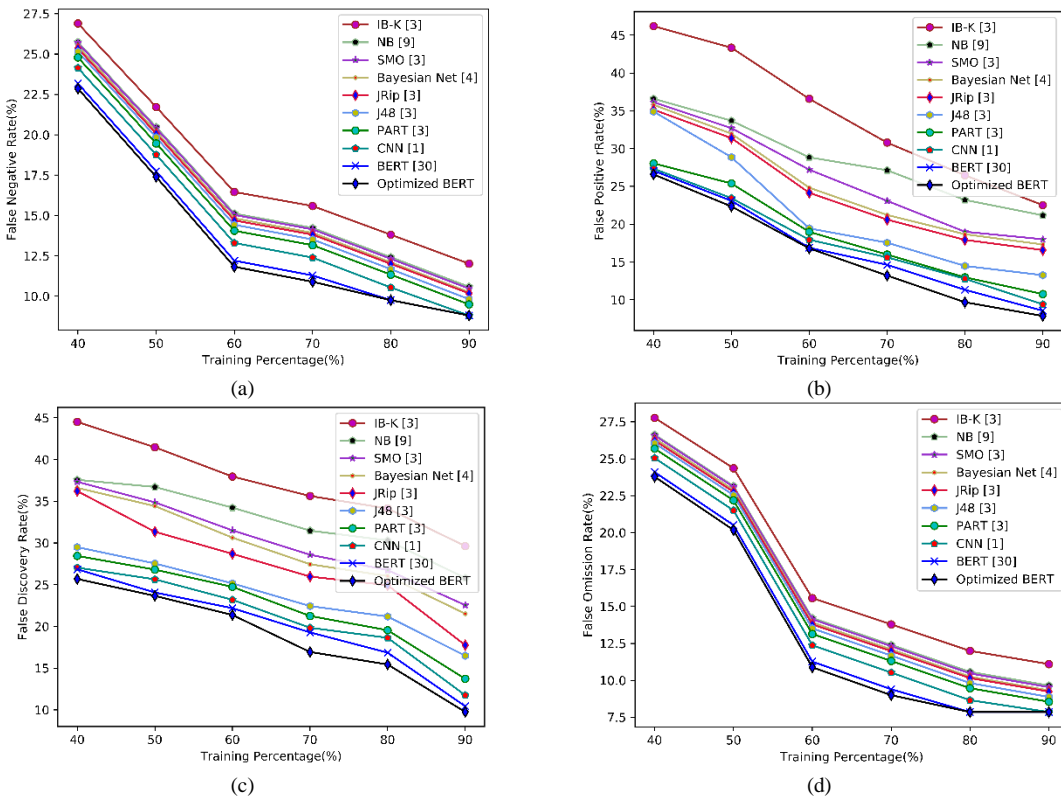 27.5
25.0
22.5
20.0
17.5
15.0
12.5
10.0
False Negative Rate(%)
40 50 60 70 80 90
Training Percentage(%)
IB-K [3]
NB [9]
SMO [3]
Bayesian Net [4]
JRip [3]
J48 [3]
PART [3]
CNN [1]
BERT [30]
Optimized BERT
(a)
45
40
35
30
25
20
15
10
False Positive rRate(%)
40 50 60 70 80 90
Training Percentage(%)
IB-K [3]
NB [9]
SMO [3]
Bayesian Net [4]
JRip [3]
J48 [3]
PART [3]
CNN [1]
BERT [30]
Optimized BERT
(b)
45
40
35
30
25
20
15
10
False Discovery Rate(%)
40 50 60 70 80 90
Training Percentage(%)
IB-K [3]
NB [9]
SMO [3]
Bayesian Net [4]
JRip [3]
J48 [3]
PART [3]
CNN [1]
BERT [30]
Optimized BERT
(c)
27.5
25.0
22.5
20.0
17.5
15.0
12.5
10.0
7.5
False Omission Rate(%)
40 50 60 70 80 90
Training Percentage(%)
IB-K [3]
NB [9]
SMO [3]
Bayesian Net [4]
JRip [3]
J48 [3]
PART [3]
CNN [1]
BERT [30]
Optimized BERT
(d)